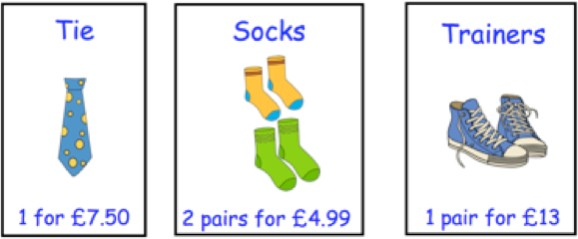 Tie
1 for £7.50
Socks
2 pairs for £4.99
Trainers
1 pair for £13